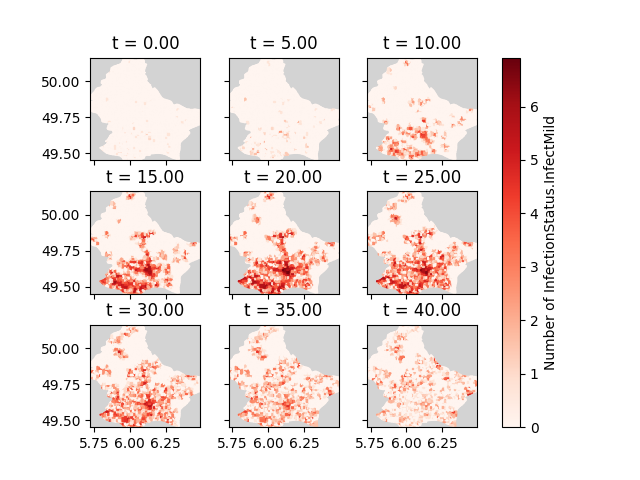 t = 0.00
t = 5.00
t = 10.00
50.00
49.75
49.50
t = 15.00
t = 20.00
t = 25.00
50.00
49.75
49.50
t = 30.00
t = 35.00
t = 40.00
50.00
49.75
49.50
5.75 6.00 6.25
5.75 6.00 6.25
5.75 6.00 6.25
6
5
4
3
2
1
0
Number of InfectionStatus.InfectMild